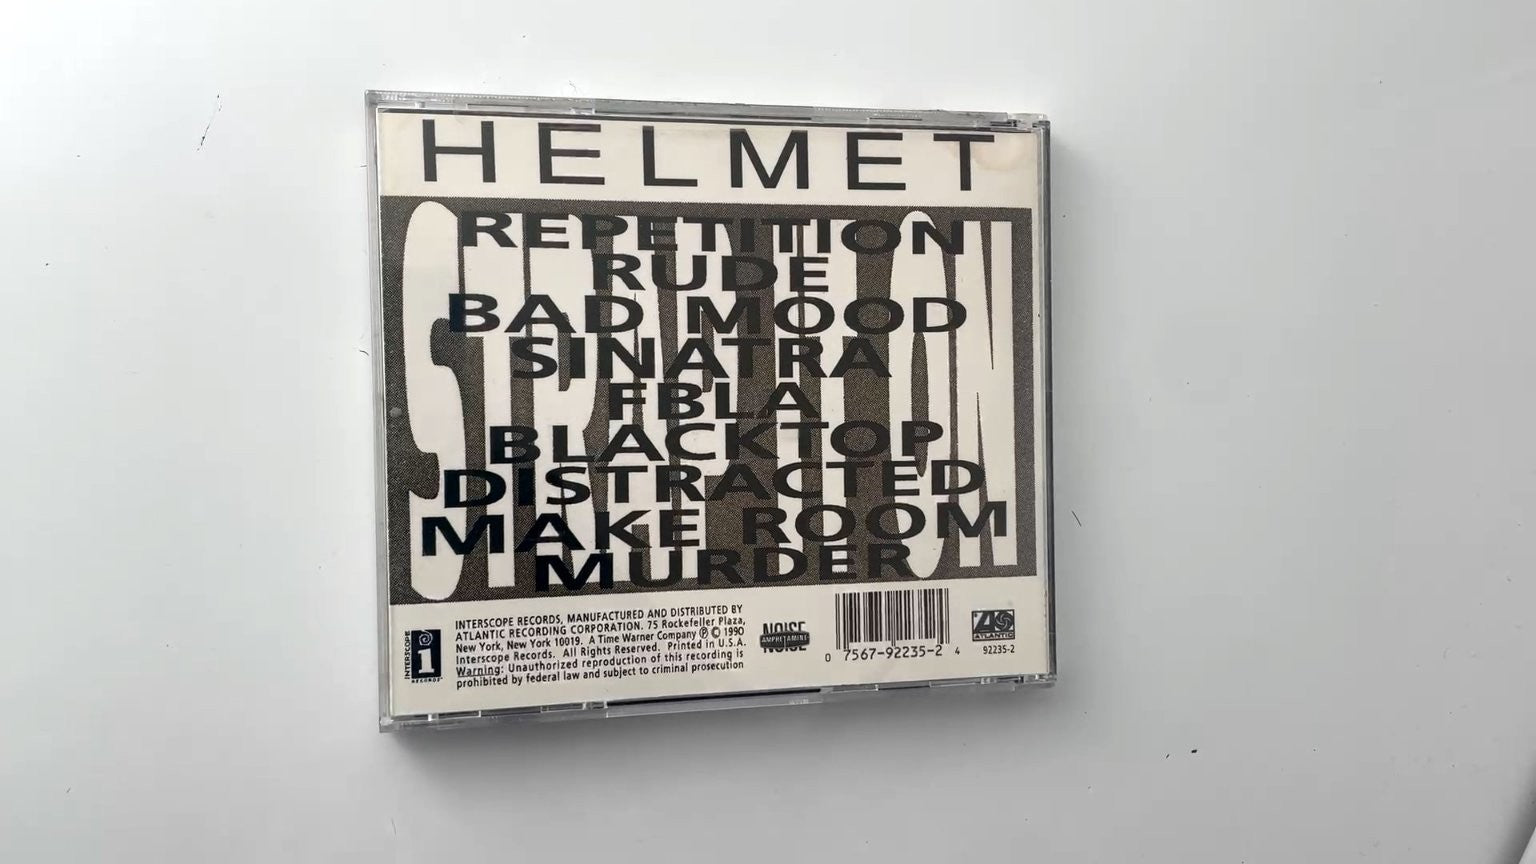 HELMET
STRAP IT ON
REPETITION
RUDE
BAD MOOD
SINATRA
FBLA
BLACKTOP
DISTRACTED
MAKE ROOM
MURDER
INTERSCOPE
RECORDS
INTERSCOPE RECORDS, MANUFACTURED AND DISTRIBUTED BY
ATLANTIC RECORDING CORPORATION. 75 Rockefeller Plaza,
New York, New York 10019. A Time Warner Company ℗ © 1990
Interscope Records. All Rights Reserved. Printed in U.S.A.
Warning: Unauthorized reproduction of this recording is
prohibited by federal law and subject to criminal prosecution
NOISE
AMPHETAMINE
NOISE
0 7567-92235-2 4
ATLANTIC
92235-2